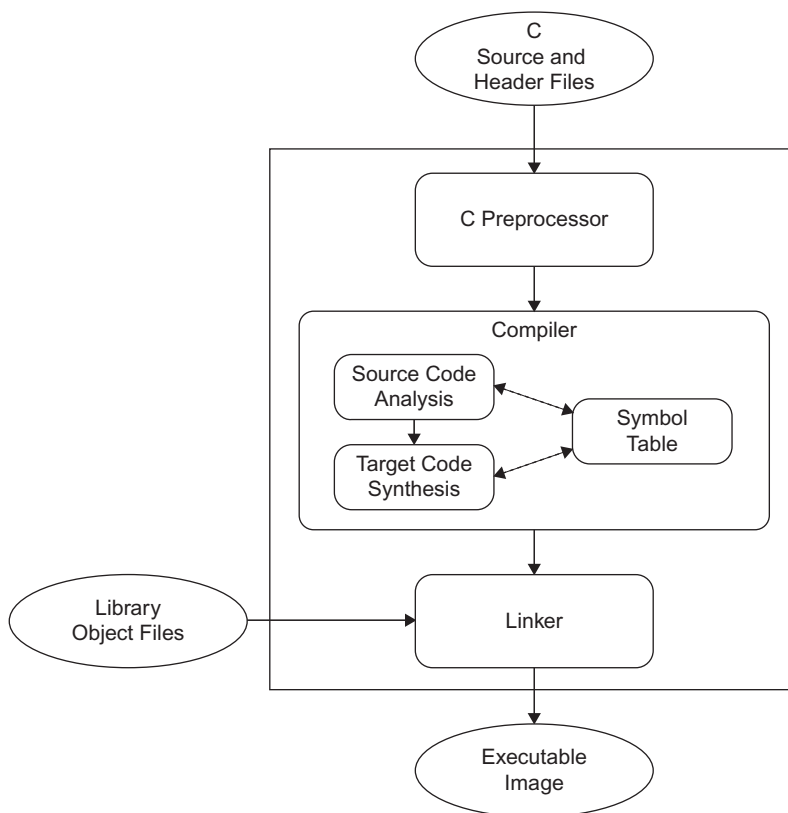 C
Source and
Header Files
C Preprocessor
Compiler
Source Code
Analysis
Symbol
Table
Target Code
Synthesis
Library
Object Files
Linker
Executable
Image